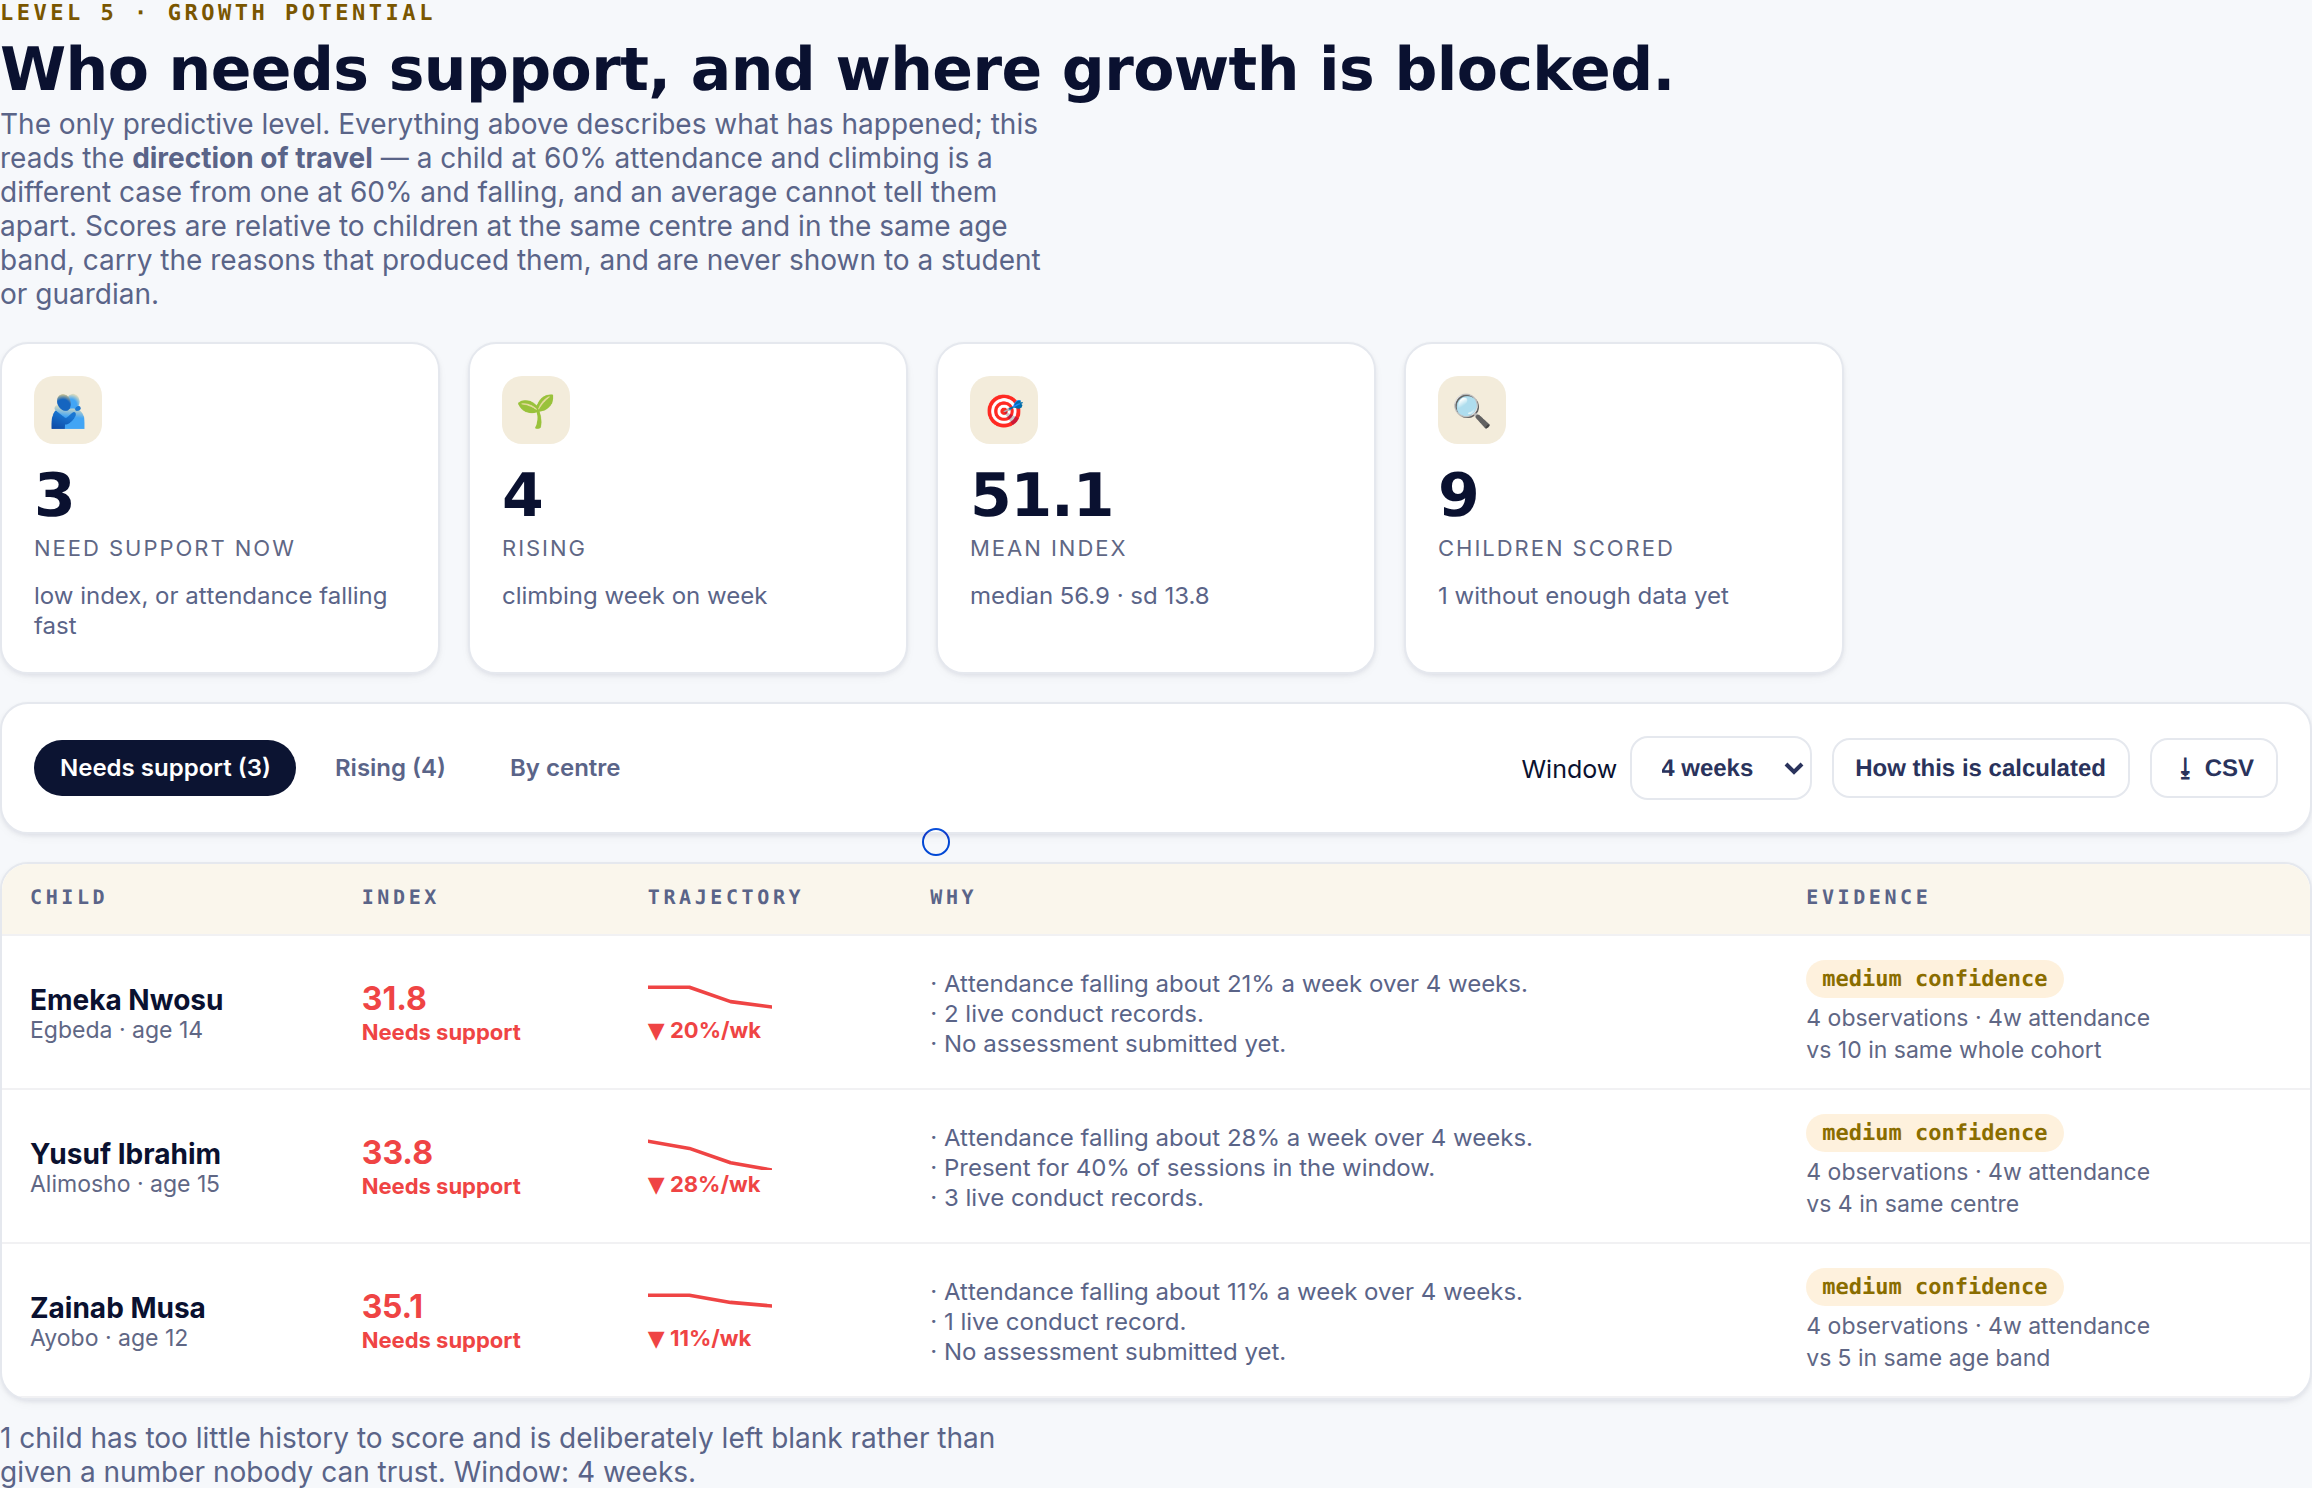 LEVEL 5 · GROWTH POTENTIAL
Who needs support, and where growth is blocked.
The only predictive level. Everything above describes what has happened; this
reads the direction of travel — a child at 60% attendance and climbing is a
different case from one at 60% and falling, and an average cannot tell them
apart. Scores are relative to children at the same centre and in the same age
band, carry the reasons that produced them, and are never shown to a student
or guardian.
3
NEED SUPPORT NOW
low index, or attendance falling
fast
4
RISING
climbing week on week
51.1
MEAN INDEX
median 56.9 · sd 13.8
9
CHILDREN SCORED
1 without enough data yet
Needs support (3) Rising (4) By centre Window 4 weeks How this is calculated ⭳ CSV
CHILD INDEX TRAJECTORY WHY EVIDENCE
Emeka Nwosu
Egbeda · age 14
31.8
Needs support
▼ 20%/wk
· Attendance falling about 21% a week over 4 weeks.
· 2 live conduct records.
· No assessment submitted yet.
medium confidence
4 observations · 4w attendance
vs 10 in same whole cohort
Yusuf Ibrahim
Alimosho · age 15
33.8
Needs support
▼ 28%/wk
· Attendance falling about 28% a week over 4 weeks.
· Present for 40% of sessions in the window.
· 3 live conduct records.
medium confidence
4 observations · 4w attendance
vs 4 in same centre
Zainab Musa
Ayobo · age 12
35.1
Needs support
▼ 11%/wk
· Attendance falling about 11% a week over 4 weeks.
· 1 live conduct record.
· No assessment submitted yet.
medium confidence
4 observations · 4w attendance
vs 5 in same age band
1 child has too little history to score and is deliberately left blank rather than
given a number nobody can trust. Window: 4 weeks.